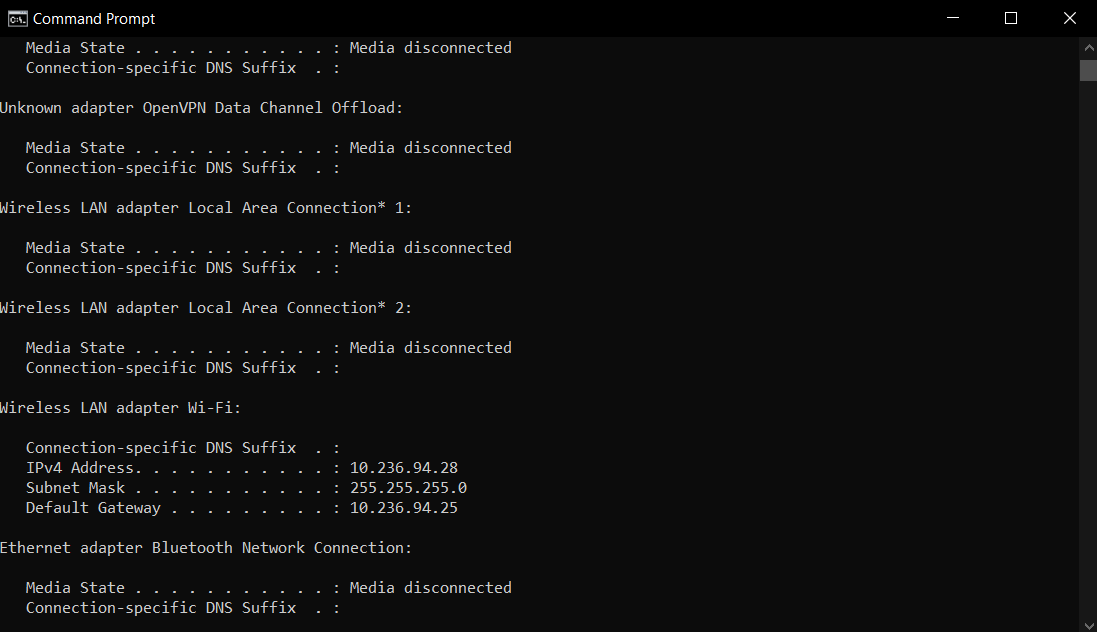 Command Prompt
Media State . . . . . . . . . . . : Media disconnected
Connection-specific DNS Suffix  . :
Unknown adapter OpenVPN Data Channel Offload:
Media State . . . . . . . . . . . : Media disconnected
Connection-specific DNS Suffix  . :
Wireless LAN adapter Local Area Connection* 1:
Media State . . . . . . . . . . . : Media disconnected
Connection-specific DNS Suffix  . :
Wireless LAN adapter Local Area Connection* 2:
Media State . . . . . . . . . . . : Media disconnected
Connection-specific DNS Suffix  . :
Wireless LAN adapter Wi-Fi:
Connection-specific DNS Suffix  . :
IPv4 Address. . . . . . . . . . . : 10.236.94.28
Subnet Mask . . . . . . . . . . . : 255.255.255.0
Default Gateway . . . . . . . . . : 10.236.94.25
Ethernet adapter Bluetooth Network Connection:
Media State . . . . . . . . . . . : Media disconnected
Connection-specific DNS Suffix  . :